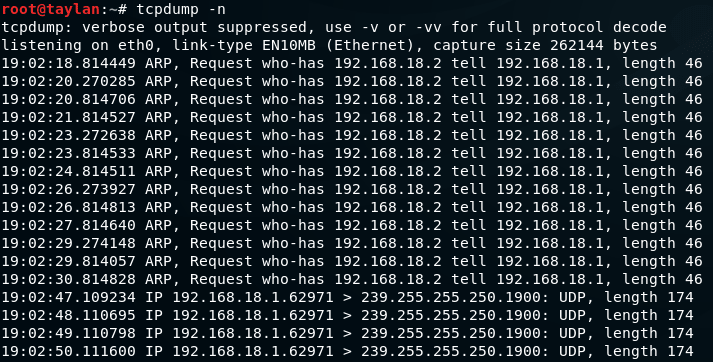 root@taylan:~# tcpdump -n
tcpdump: verbose output suppressed, use -v or -vv for full protocol decode
listening on eth0, link-type EN10MB (Ethernet), capture size 262144 bytes
19:02:18.814449 ARP, Request who-has 192.168.18.2 tell 192.168.18.1, length 46
19:02:20.270285 ARP, Request who-has 192.168.18.2 tell 192.168.18.1, length 46
19:02:20.814706 ARP, Request who-has 192.168.18.2 tell 192.168.18.1, length 46
19:02:21.814527 ARP, Request who-has 192.168.18.2 tell 192.168.18.1, length 46
19:02:23.272638 ARP, Request who-has 192.168.18.2 tell 192.168.18.1, length 46
19:02:23.814533 ARP, Request who-has 192.168.18.2 tell 192.168.18.1, length 46
19:02:24.814511 ARP, Request who-has 192.168.18.2 tell 192.168.18.1, length 46
19:02:26.273927 ARP, Request who-has 192.168.18.2 tell 192.168.18.1, length 46
19:02:26.814813 ARP, Request who-has 192.168.18.2 tell 192.168.18.1, length 46
19:02:27.814640 ARP, Request who-has 192.168.18.2 tell 192.168.18.1, length 46
19:02:29.274148 ARP, Request who-has 192.168.18.2 tell 192.168.18.1, length 46
19:02:29.814057 ARP, Request who-has 192.168.18.2 tell 192.168.18.1, length 46
19:02:30.814828 ARP, Request who-has 192.168.18.2 tell 192.168.18.1, length 46
19:02:47.109234 IP 192.168.18.1.62971 > 239.255.255.250.1900: UDP, length 174
19:02:48.110695 IP 192.168.18.1.62971 > 239.255.255.250.1900: UDP, length 174
19:02:49.110798 IP 192.168.18.1.62971 > 239.255.255.250.1900: UDP, length 174
19:02:50.111600 IP 192.168.18.1.62971 > 239.255.255.250.1900: UDP, length 174